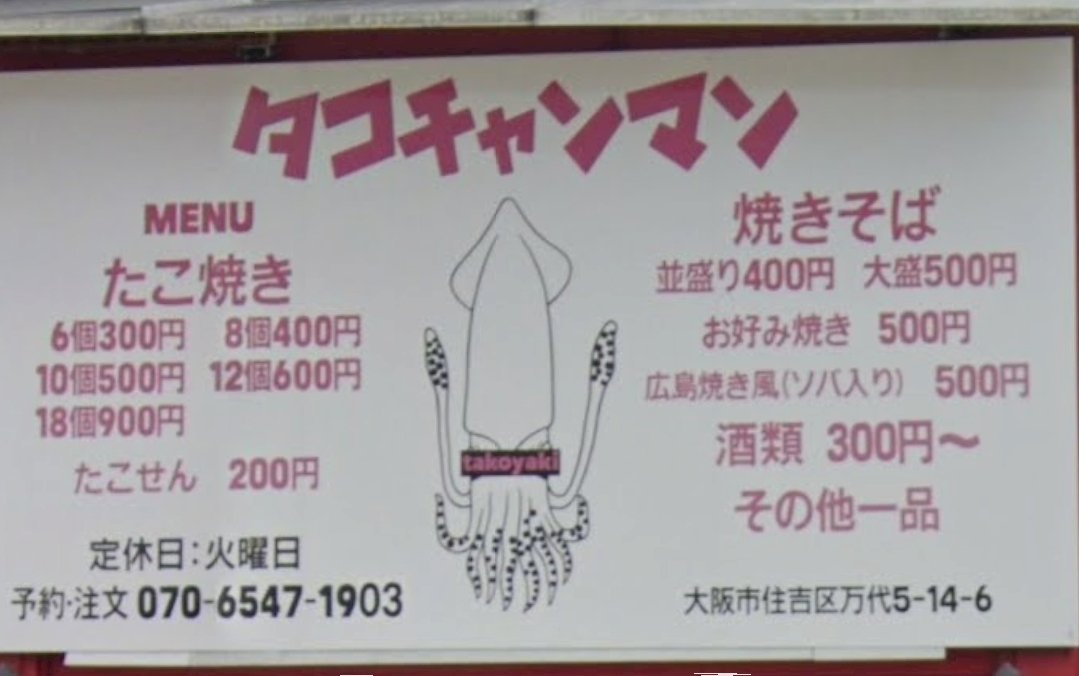 タコチャンマン
MENU
たこ焼き
6個300円 8個400円
10個500円 12個600円
18個900円
たこせん 200円
定休日:火曜日
予約・注文 070-6547-1903
takoyaki
焼きそば
並盛り400円 大盛500円
お好み焼き 500円
広島焼き風(ソバ入り) 500円
酒類 300円〜
その他一品
大阪市住吉区万代5-14-6